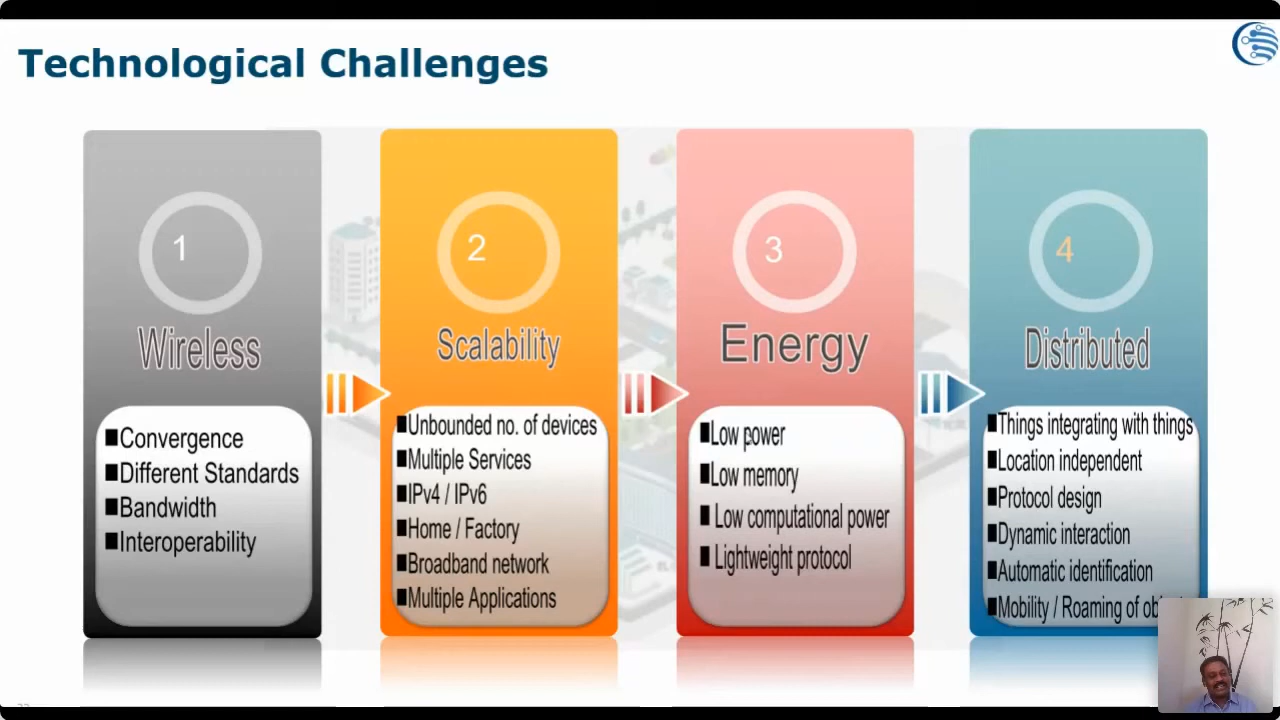 Technological Challenges
1
Wireless
■Convergence
■Different Standards
■Bandwidth
■Interoperability
2
Scalability
■Unbounded no. of devices
■Multiple Services
■IPv4 / IPv6
■Home / Factory
■Broadband network
■Multiple Applications
3
Energy
■Low power
■Low memory
■Low computational power
■Lightweight protocol
4
Distributed
■Things integrating with things
■Location independent
■Protocol design
■Dynamic interaction
■Automatic identification
■Mobility / Roaming of